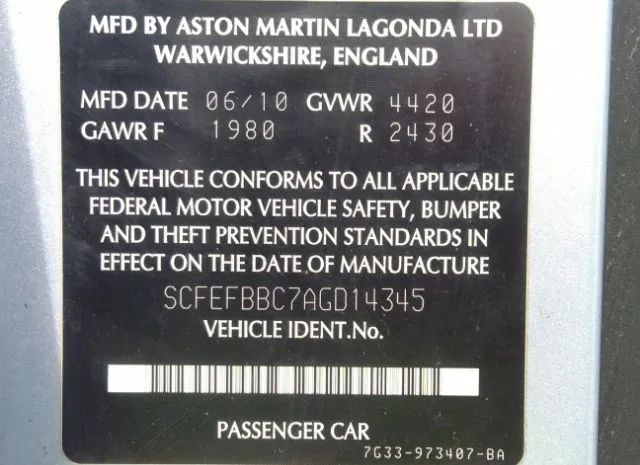 MFD BY ASTON MARTIN LAGONDA LTD
WARWICKSHIRE, ENGLAND
MFD DATE 06/10 GVWR 4420
GAWR F 1980 R 2430
THIS VEHICLE CONFORMS TO ALL APPLICABLE
FEDERAL MOTOR VEHICLE SAFETY, BUMPER
AND THEFT PREVENTION STANDARDS IN
EFFECT ON THE DATE OF MANUFACTURE
SCFEFBBC7AGD14345
VEHICLE IDENT.No.
PASSENGER CAR
7G33-973407-BA